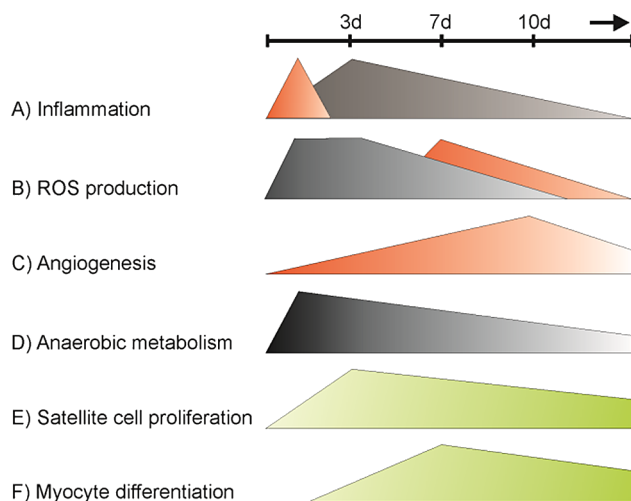 3d 7d 10d
A) Inflammation
B) ROS production
C) Angiogenesis
D) Anaerobic metabolism
E) Satellite cell proliferation
F) Myocyte differentiation